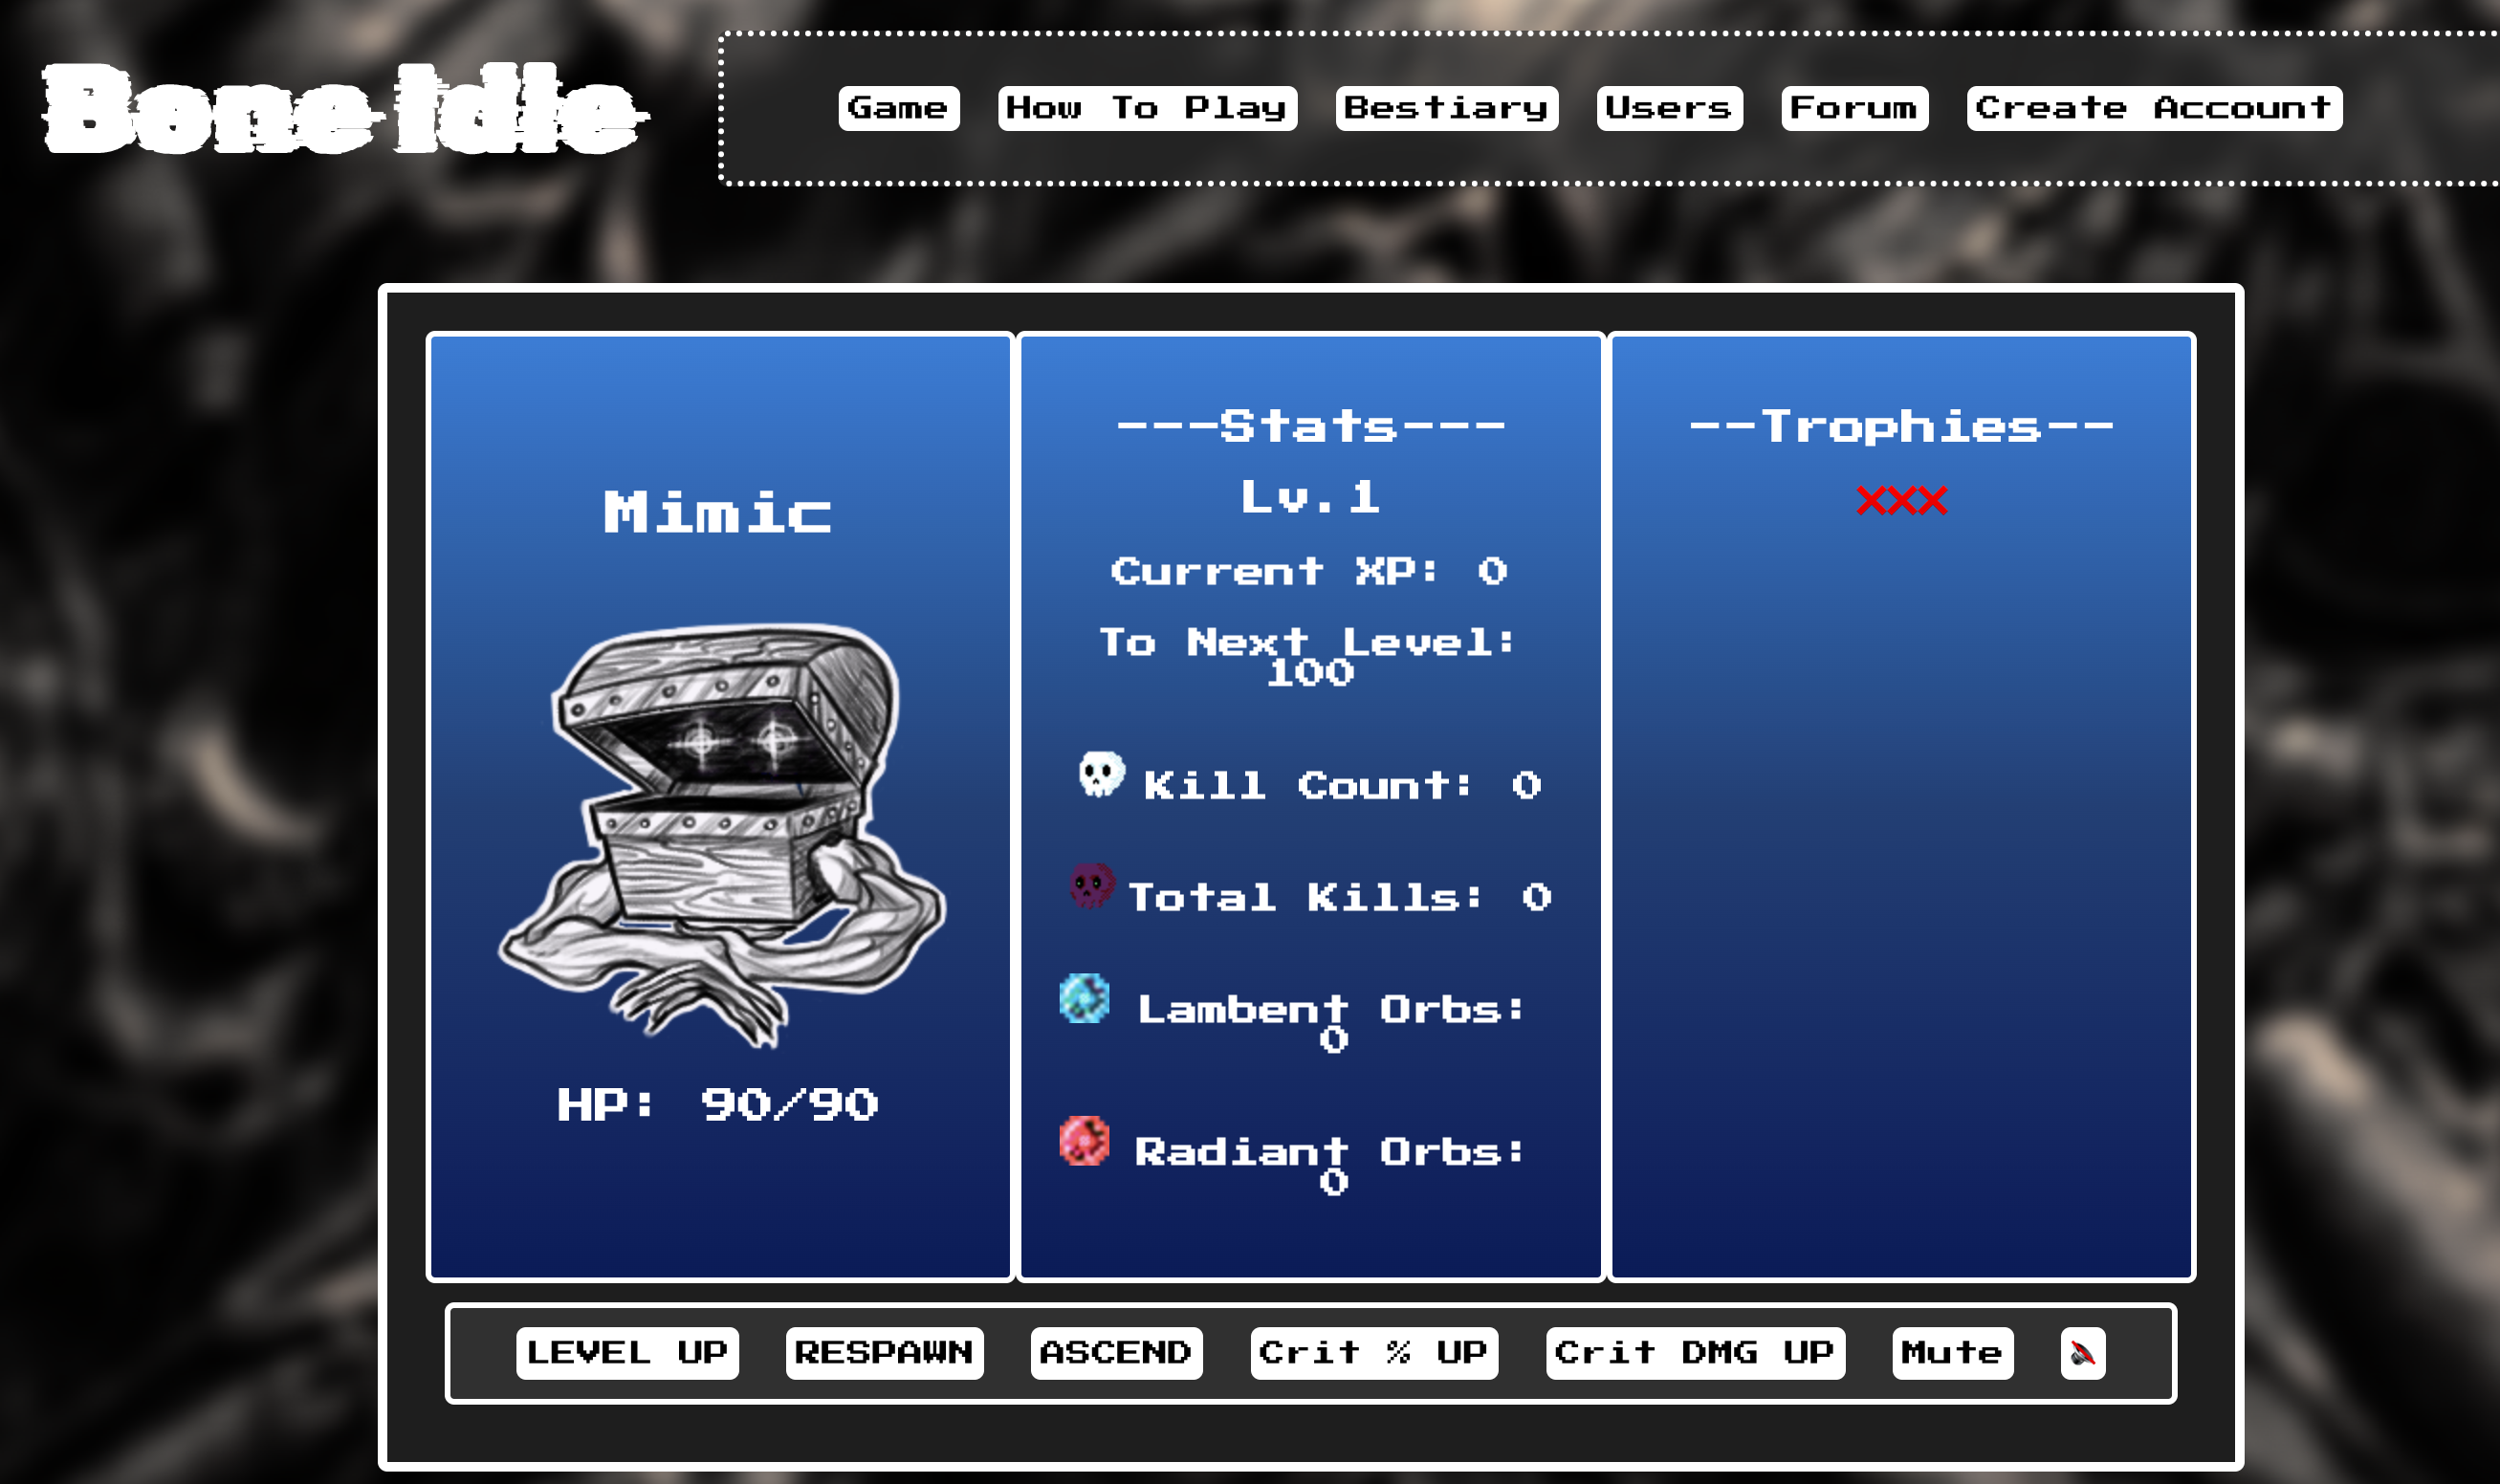 Bone Idle
Game How To Play Bestiary Users Forum Create Account
Mimic
HP: 90/90
---Stats---
Lv.1
Current XP: 0
To Next Level:
100
Kill Count: 0
Total Kills: 0
Lambent Orbs:
0
Radiant Orbs:
0
--Trophies--
XXX
LEVEL UP RESPAWN ASCEND Crit % UP Crit DMG UP Mute